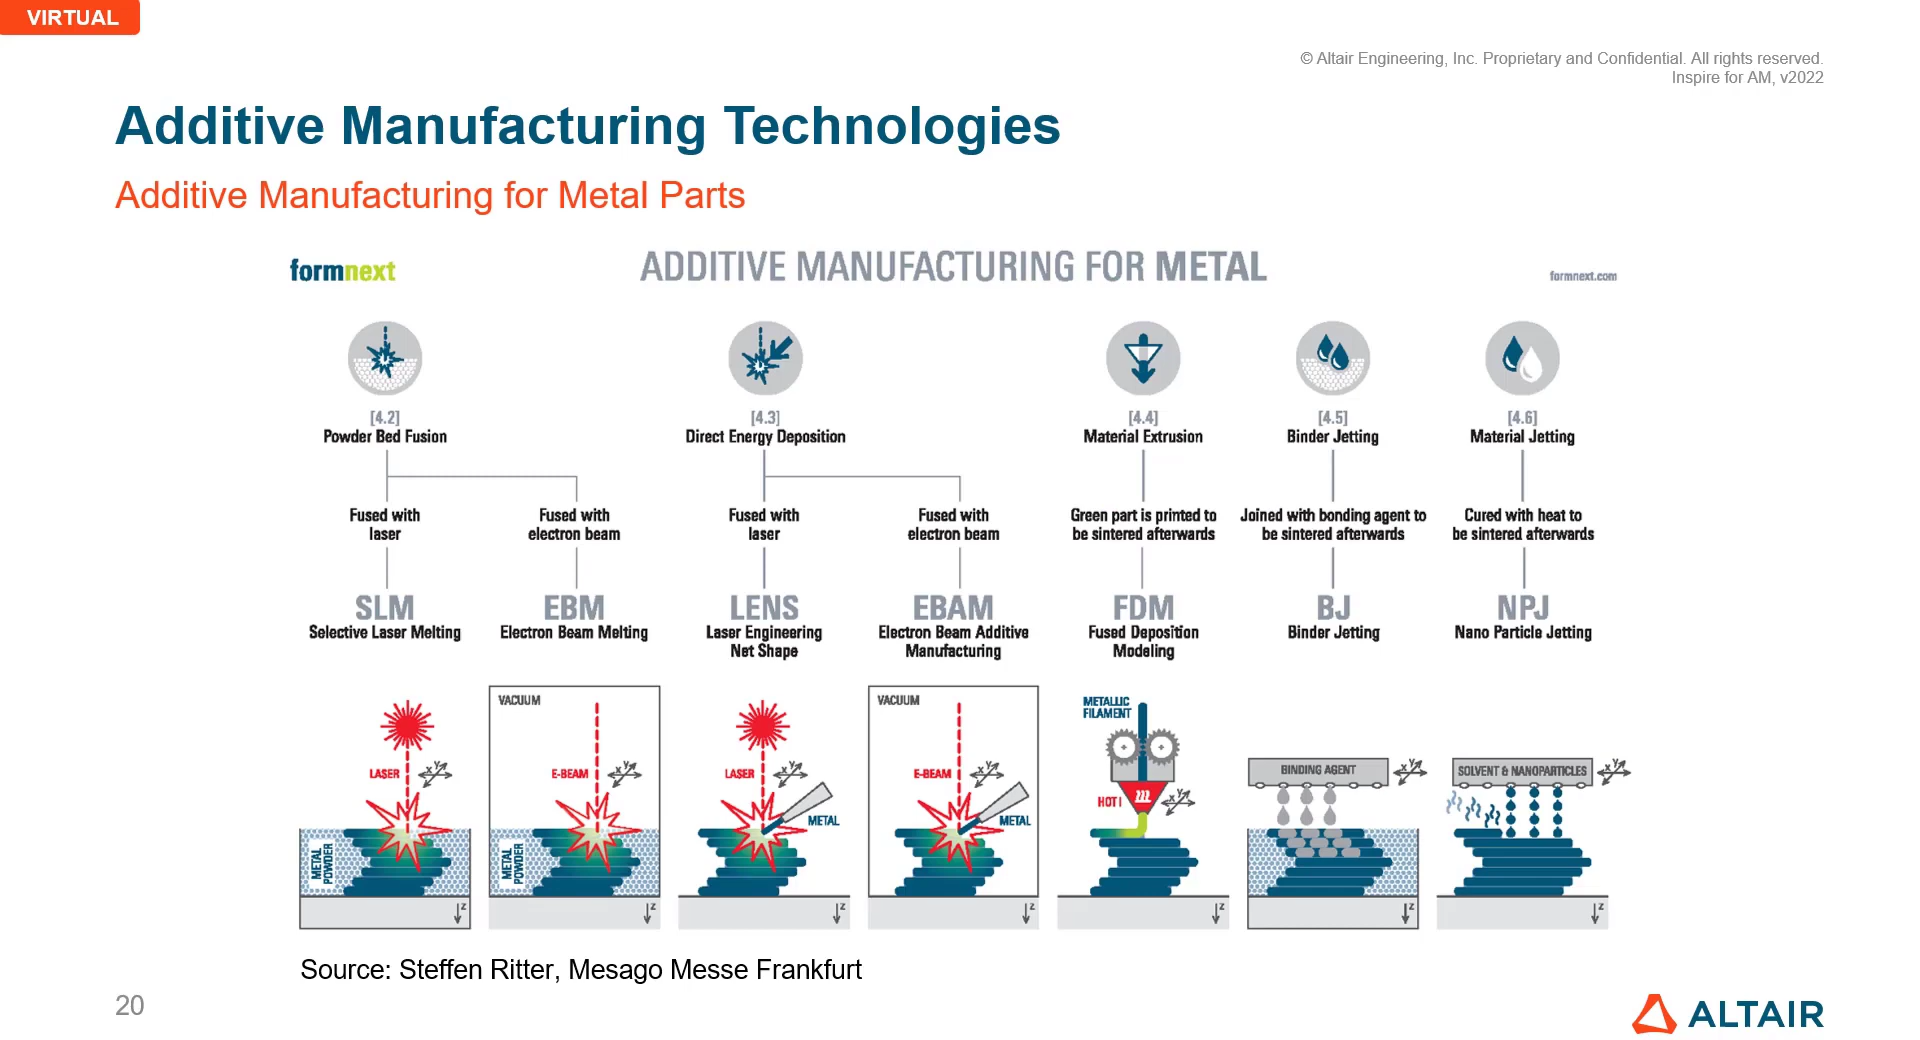 VIRTUAL
© Altair Engineering, Inc. Proprietary and Confidential. All rights reserved.
Inspire for AM, v2022
Additive Manufacturing Technologies
Additive Manufacturing for Metal Parts
formnext
ADDITIVE MANUFACTURING FOR METAL
formnext.com
[4.2]
Powder Bed Fusion
[4.3]
Direct Energy Deposition
[4.4]
Material Extrusion
[4.5]
Binder Jetting
[4.6]
Material Jetting
Fused with
laser
Fused with
electron beam
Fused with
laser
Fused with
electron beam
Green part is printed to
be sintered afterwards
Joined with bonding agent to
be sintered afterwards
Cured with heat to
be sintered afterwards
SLM
Selective Laser Melting
EBM
Electron Beam Melting
LENS
Laser Engineering
Net Shape
EBAM
Electron Beam Additive
Manufacturing
FDM
Fused Deposition
Modeling
BJ
Binder Jetting
NPJ
Nano Particle Jetting
LASER
X Y
METAL
POWDER
Z
VACUUM
E-BEAM
X Y
METAL
POWDER
Z
LASER
X Y
METAL
Z
VACUUM
E-BEAM
X Y
METAL
Z
METALLIC
FILAMENT
HOT!
X Y
Z
BINDING AGENT
X Y
Z
SOLVENT & NANOPARTICLES
X Y
Z
Source: Steffen Ritter, Mesago Messe Frankfurt
20
ALTAIR